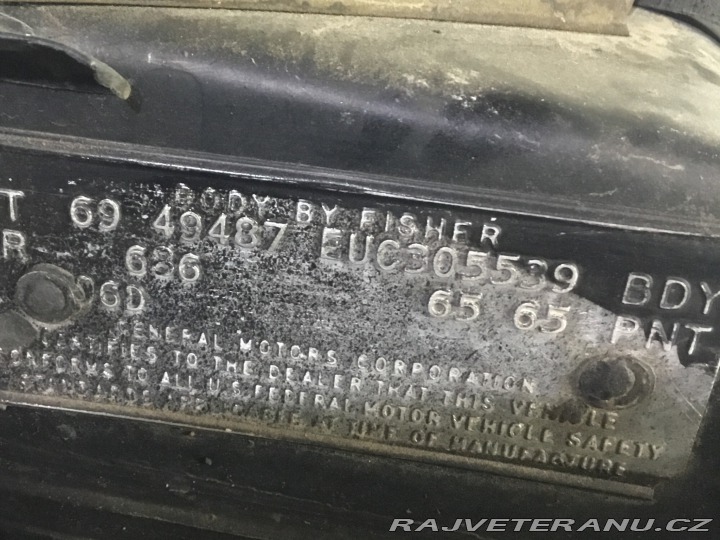 BODY BY FISHER
T 69 49487 EUC305539 BDY
R 686 65 65 PNT
06D
GENERAL MOTORS CORPORATION
CERTIFIES TO THE DEALER THAT THIS VEHICLE
CONFORMS TO ALL U.S. FEDERAL MOTOR VEHICLE SAFETY
STANDARDS APPLICABLE AT TIME OF MANUFACTURE
RAJVETERANU.CZ